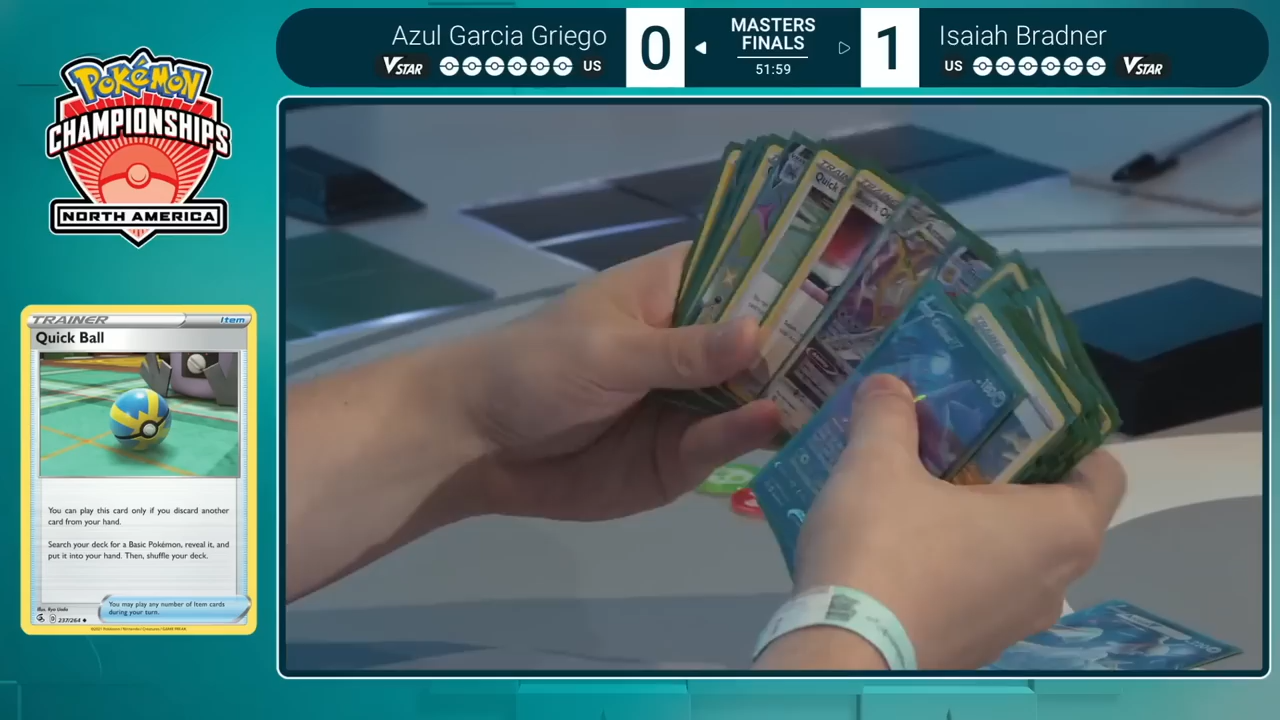 Azul Garcia Griego
0
MASTERS
FINALS
51:59
1
Isaiah Bradner
VSTAR
US
US
VSTAR
Pokémon
CHAMPIONSHIPS
NORTH AMERICA
TRAINER
Item
Quick Ball
You can play this card only if you discard another
card from your hand.
Search your deck for a Basic Pokémon, reveal it, and
put it into your hand. Then, shuffle your deck.
You may play any number of Item cards
during your turn.
237/264
TRAINER
Quick
TRAINER